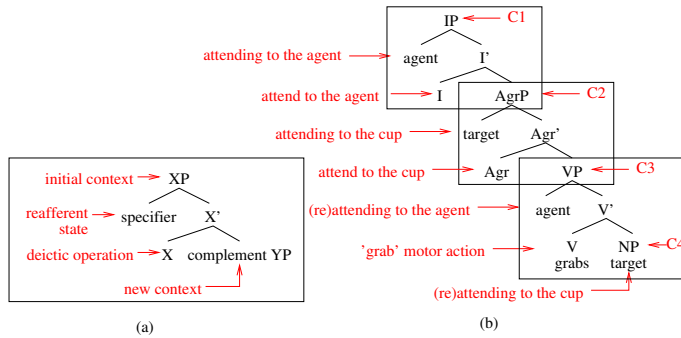 IP
C1
attending to the agent
agent
I'
attend to the agent
I
AgrP
C2
attending to the cup
target
Agr'
attend to the cup
Agr
VP
C3
(re)attending to the agent
agent
V'
'grab' motor action
V
NP
C4
grabs
target
(re)attending to the cup
(b)
initial context
XP
reafferent
state
specifier
X'
deictic operation
X
complement YP
new context
(a)